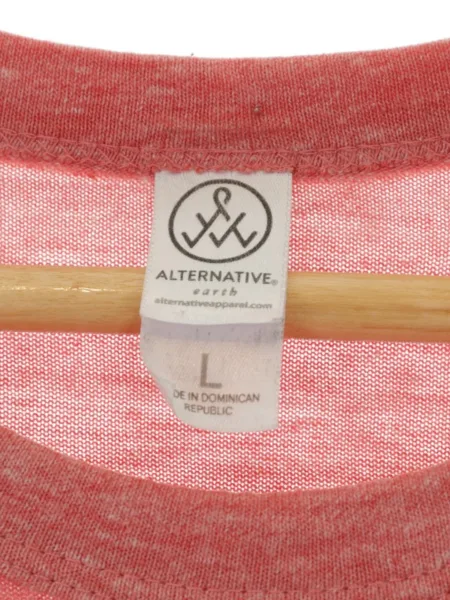 ALTERNATIVE®
earth
alternativeapparel.com
L
DE IN DOMINICAN
REPUBLIC